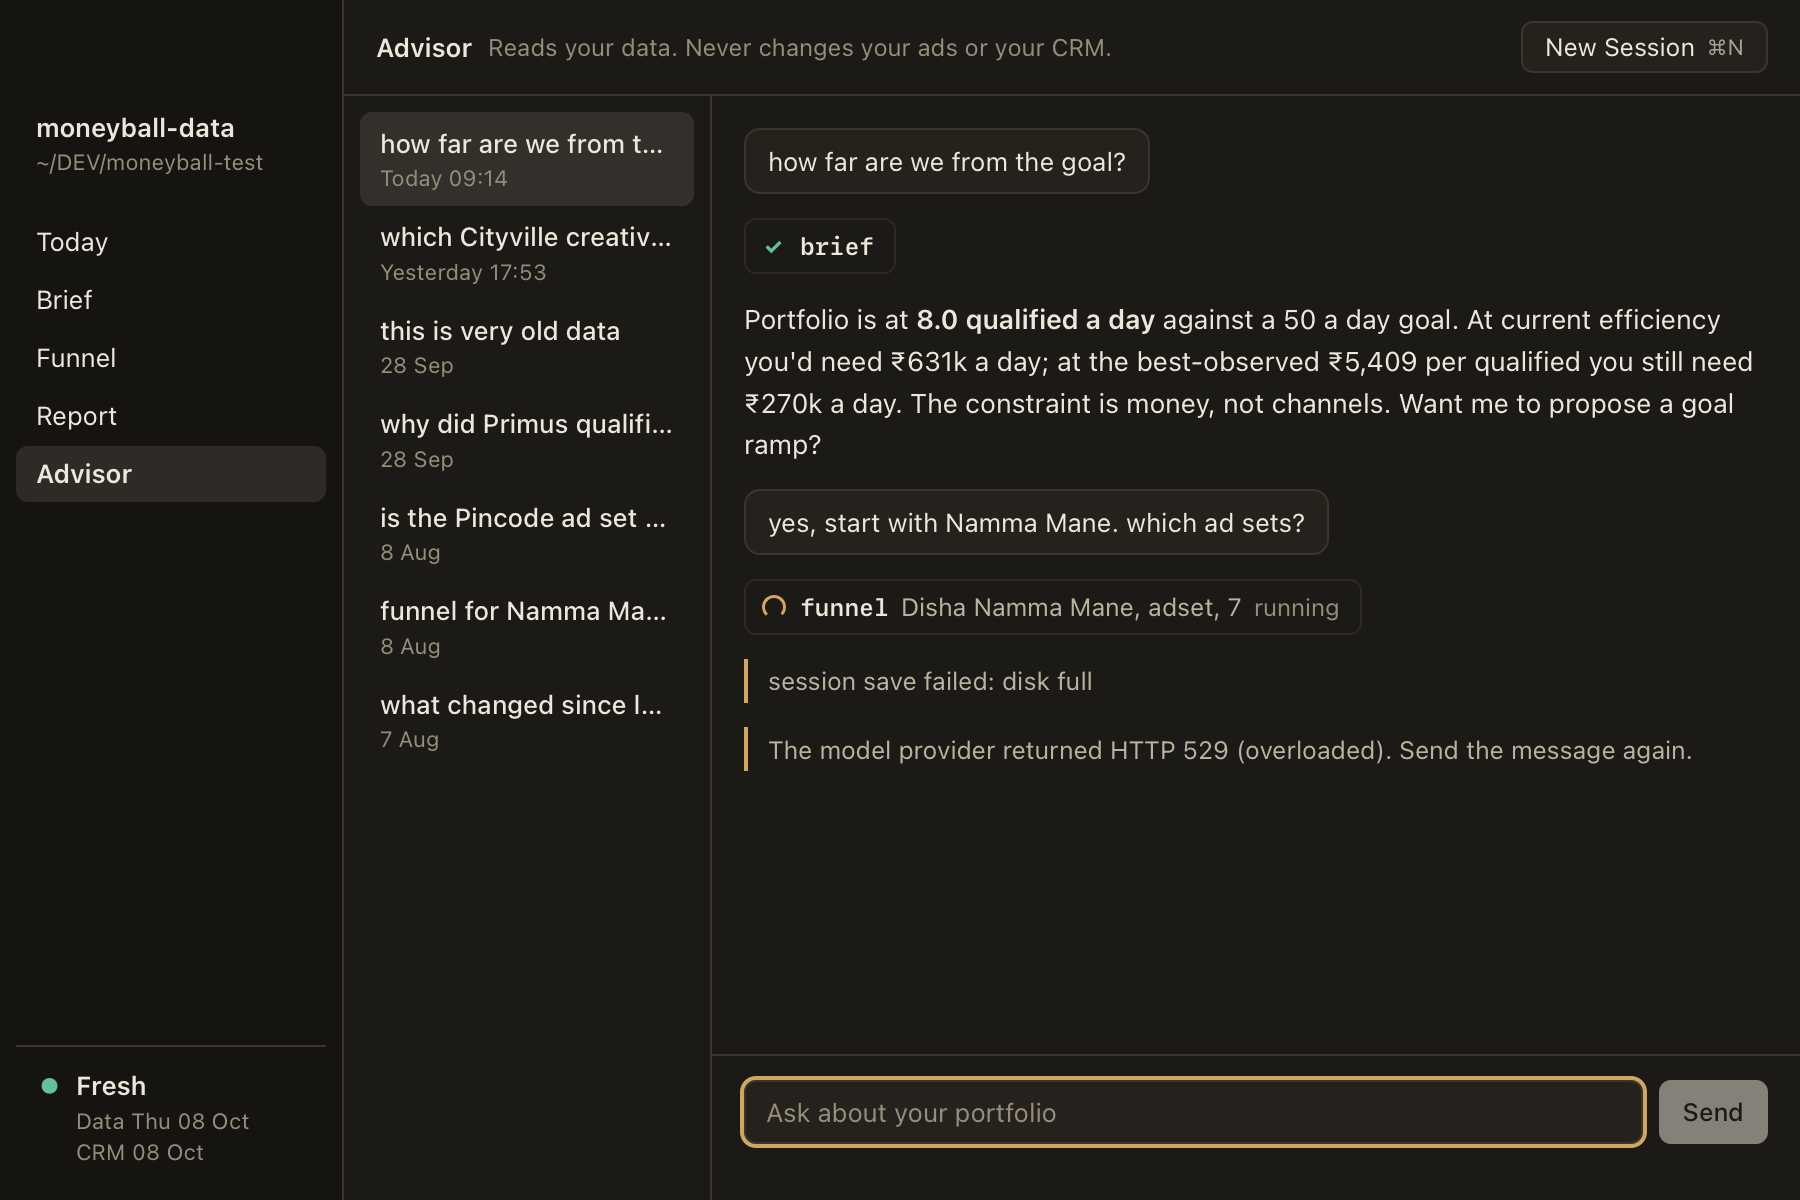 moneyball-data
~/DEV/moneyball-test
Today
Brief
Funnel
Report
Advisor
Fresh
Data Thu 08 Oct
CRM 08 Oct
Advisor Reads your data. Never changes your ads or your CRM.
New Session ⌘N
how far are we from t...
Today 09:14
which Cityville creativ...
Yesterday 17:53
this is very old data
28 Sep
why did Primus qualifi...
28 Sep
is the Pincode ad set ...
8 Aug
funnel for Namma Ma...
8 Aug
what changed since l...
7 Aug
how far are we from the goal?
✓ brief
Portfolio is at 8.0 qualified a day against a 50 a day goal. At current efficiency
you'd need ₹631k a day; at the best-observed ₹5,409 per qualified you still need
₹270k a day. The constraint is money, not channels. Want me to propose a goal
ramp?
yes, start with Namma Mane. which ad sets?
funnel Disha Namma Mane, adset, 7 running
session save failed: disk full
The model provider returned HTTP 529 (overloaded). Send the message again.
Ask about your portfolio
Send